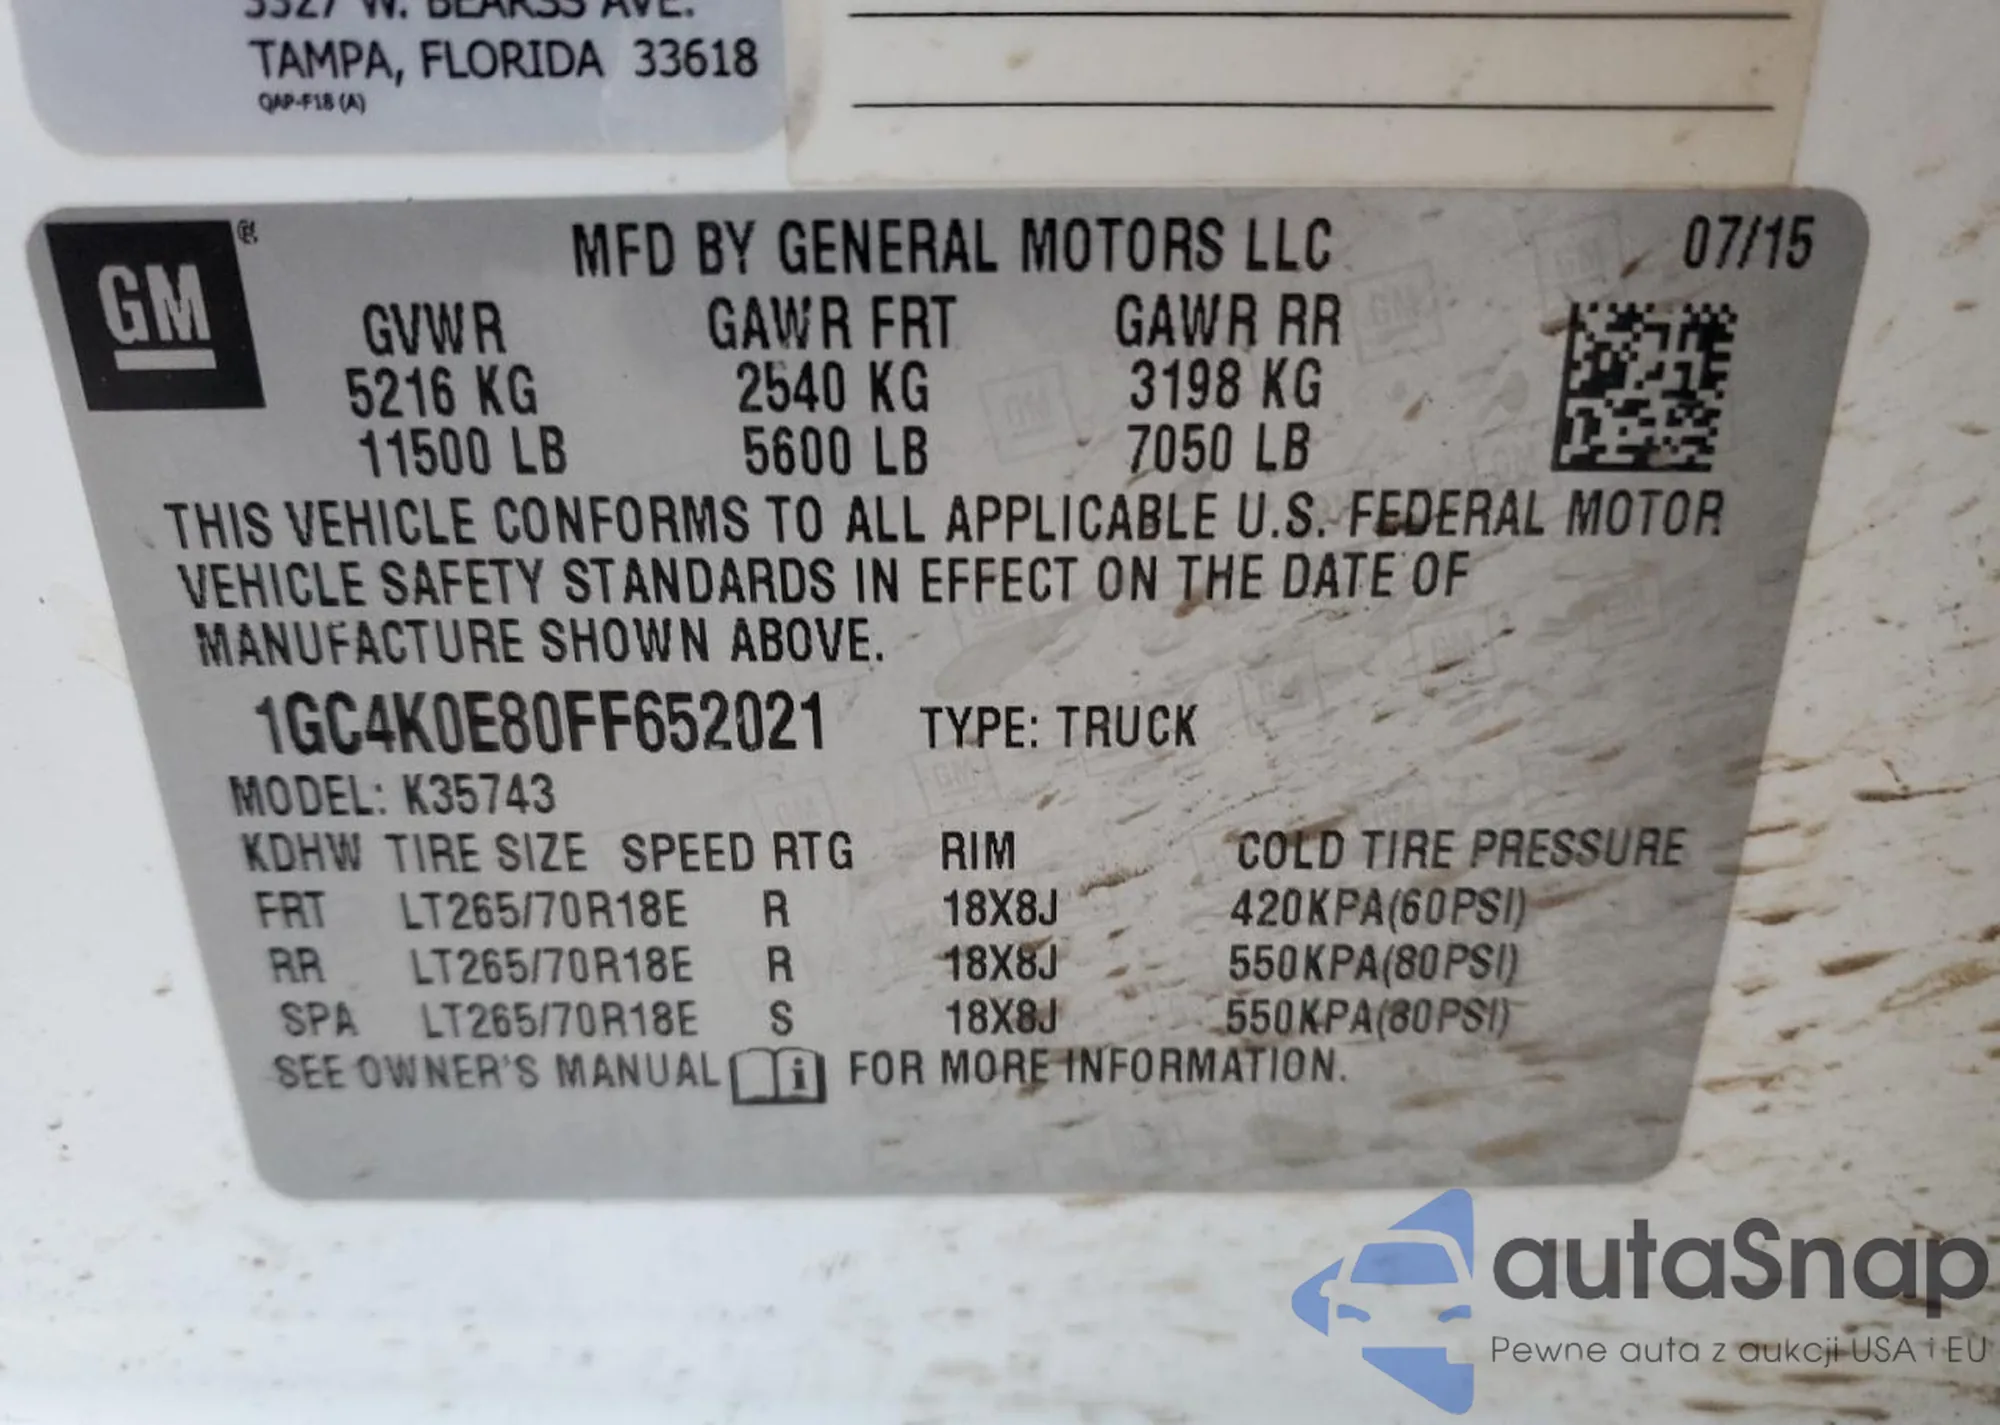 3327 W. BEARSS AVE.
TAMPA, FLORIDA 33618
QAP-F18 (A)
GM ®
MFD BY GENERAL MOTORS LLC 07/15
GVWR GAWR FRT GAWR RR
5216 KG 2540 KG 3198 KG
11500 LB 5600 LB 7050 LB
THIS VEHICLE CONFORMS TO ALL APPLICABLE U.S. FEDERAL MOTOR
VEHICLE SAFETY STANDARDS IN EFFECT ON THE DATE OF
MANUFACTURE SHOWN ABOVE.
1GC4K0E80FF652021 TYPE: TRUCK
MODEL: K35743
KDHW TIRE SIZE SPEED RTG RIM COLD TIRE PRESSURE
FRT LT265/70R18E R 18X8J 420KPA(60PSI)
RR LT265/70R18E R 18X8J 550KPA(80PSI)
SPA LT265/70R18E S 18X8J 550KPA(80PSI)
SEE OWNER'S MANUAL i FOR MORE INFORMATION.
autaSnap
Pewne auta z aukcji USA i EU